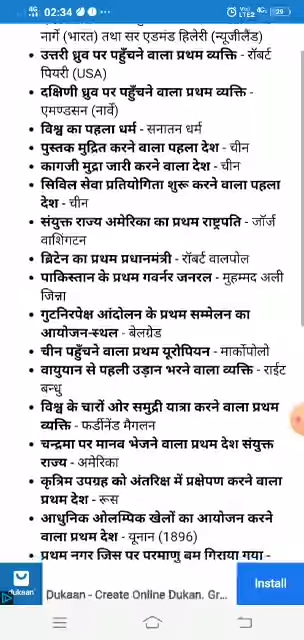 4G 02:34
VoLTE2 4G 29
नार्गे (भारत) तथा सर एडमंड हिलेरी (न्यूजीलैंड)
• उत्तरी ध्रुव पर पहुँचने वाला प्रथम व्यक्ति - रॉबर्ट
पियरी (USA)
• दक्षिणी ध्रुव पर पहुँचने वाला प्रथम व्यक्ति -
एमण्डसन (नार्वे)
• विश्व का पहला धर्म - सनातन धर्म
• पुस्तक मुद्रित करने वाला पहला देश - चीन
• कागजी मुद्रा जारी करने वाला देश - चीन
• सिविल सेवा प्रतियोगिता शुरू करने वाला पहला
देश - चीन
• संयुक्त राज्य अमेरिका का प्रथम राष्ट्रपति - जॉर्ज
वाशिंगटन
• ब्रिटेन का प्रथम प्रधानमंत्री - रॉबर्ट वालपोल
• पाकिस्तान के प्रथम गवर्नर जनरल - मुहम्मद अली
जिन्ना
• गुटनिरपेक्ष आंदोलन के प्रथम सम्मेलन का
आयोजन-स्थल - बेलग्रेड
• चीन पहुँचने वाला प्रथम यूरोपियन - मार्कोपोलो
• वायुयान से पहली उड़ान भरने वाला व्यक्ति - राईट
बन्धु
• विश्व के चारों ओर समुद्री यात्रा करने वाला प्रथम
व्यक्ति - फर्डीनेंड मैगलन
• चन्द्रमा पर मानव भेजने वाला प्रथम देश संयुक्त
राज्य - अमेरिका
• कृत्रिम उपग्रह को अंतरिक्ष में प्रक्षेपण करने वाला
प्रथम देश - रूस
• आधुनिक ओलम्पिक खेलों का आयोजन करने
वाला प्रथम देश - यूनान (1896)
• प्रथम नगर जिस पर परमाणु बम गिराया गया -
dukaan
Dukaan - Create Online Dukan, Gr...
Install